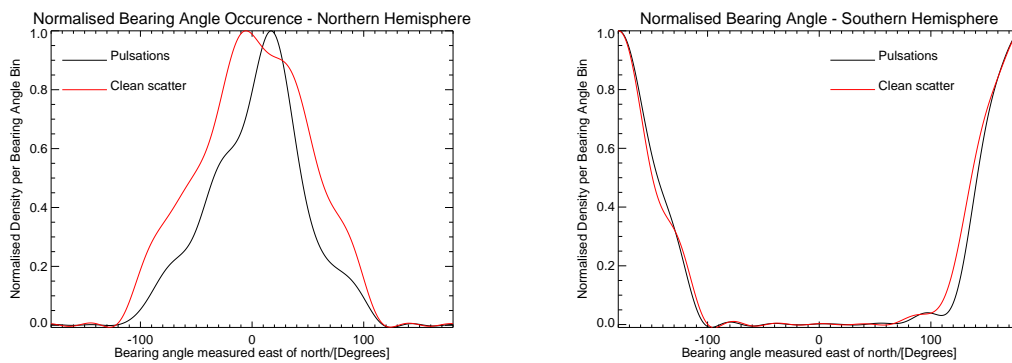 Normalised Bearing Angle Occurence - Northern Hemisphere
Normalised Density per Bearing Angle Bin
1.0
0.8
0.6
0.4
0.2
0.0
Pulsations
Clean scatter
-100
0
100
Bearing angle measured east of north/[Degrees]
Normalised Bearing Angle - Southern Hemisphere
Normalised Density per Bearing Angle Bin
1.0
0.8
0.6
0.4
0.2
0.0
Pulsations
Clean scatter
-100
0
100
Bearing angle measured east of north/[Degrees]